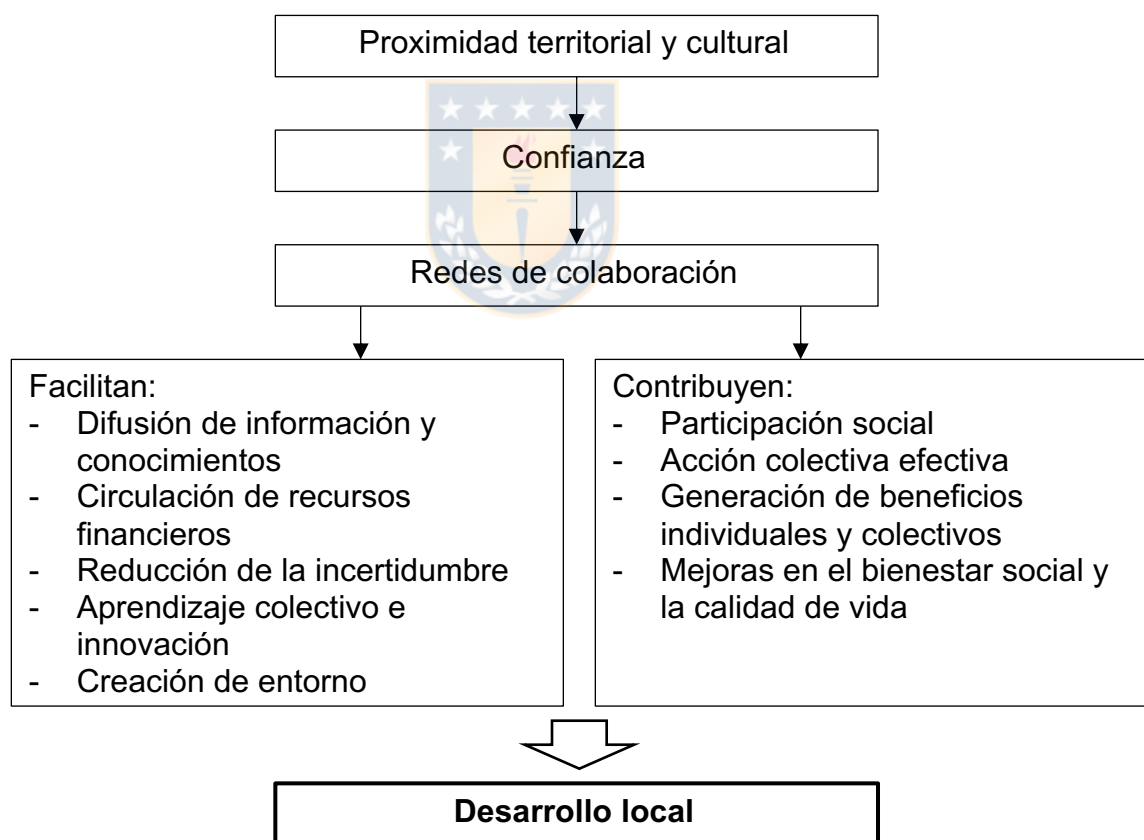 Proximidad territorial y cultural
Confianza
Redes de colaboración
Facilitan:
- Difusión de información y
conocimientos
- Circulación de recursos
financieros
- Reducción de la incertidumbre
- Aprendizaje colectivo e
innovación
- Creación de entorno
Contribuyen:
- Participación social
- Acción colectiva efectiva
- Generación de beneficios
individuales y colectivos
- Mejoras en el bienestar social y
la calidad de vida
Desarrollo local